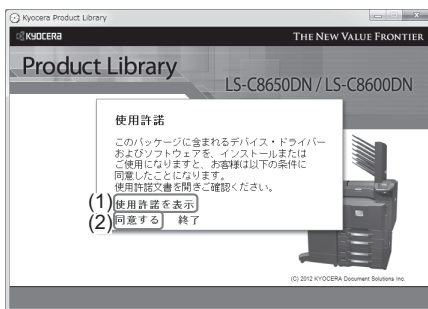 Kyocera Product Library
KYOCERA
THE NEW VALUE FRONTIER
Product Library
LS-C8650DN / LS-C8600DN
使用許諾
このパッケージに含まれるデバイス・ドライバー
およびソフトウェアを、インストールまたは
ご使用になりますと、お客様は以下の条件に
同意したことになります。
使用許諾文書を開きご確認ください。
(1) 使用許諾を表示
(2) 同意する 終了
(C) 2012 KYOCERA Document Solutions Inc.